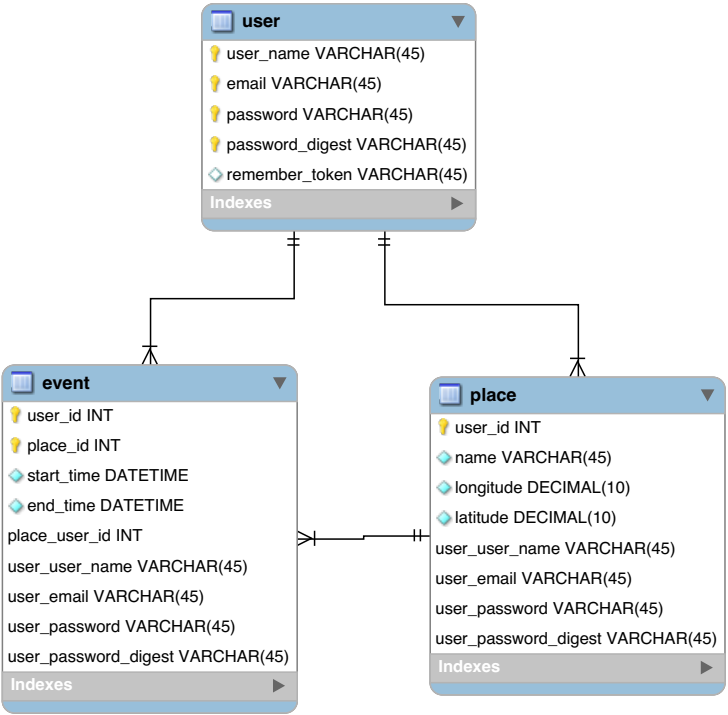 user
user_name VARCHAR(45)
email VARCHAR(45)
password VARCHAR(45)
password_digest VARCHAR(45)
remember_token VARCHAR(45)
Indexes
event
user_id INT
place_id INT
start_time DATETIME
end_time DATETIME
place_user_id INT
user_user_name VARCHAR(45)
user_email VARCHAR(45)
user_password VARCHAR(45)
user_password_digest VARCHAR(45)
Indexes
place
user_id INT
name VARCHAR(45)
longitude DECIMAL(10)
latitude DECIMAL(10)
user_user_name VARCHAR(45)
user_email VARCHAR(45)
user_password VARCHAR(45)
user_password_digest VARCHAR(45)
Indexes